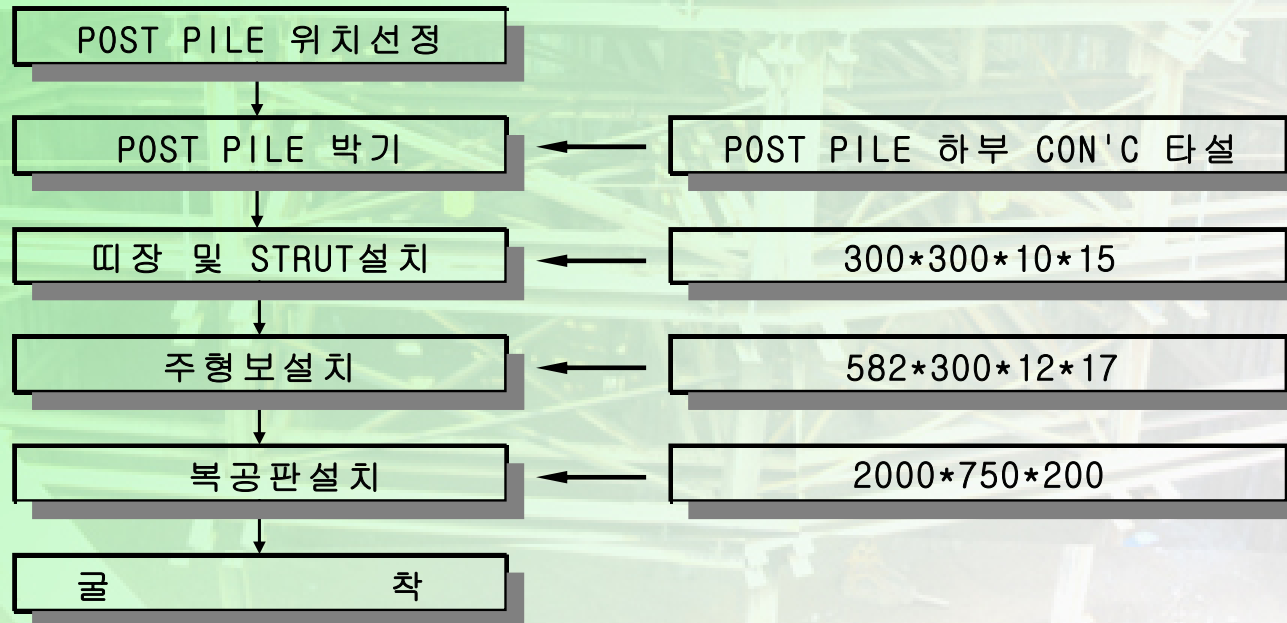 POST PILE 위치선정
POST PILE 박기
POST PILE 하부 CON'C 타설
띠장 및 STRUT설치
300*300*10*15
주형보설치
582*300*12*17
복공판설치
2000*750*200
굴 착